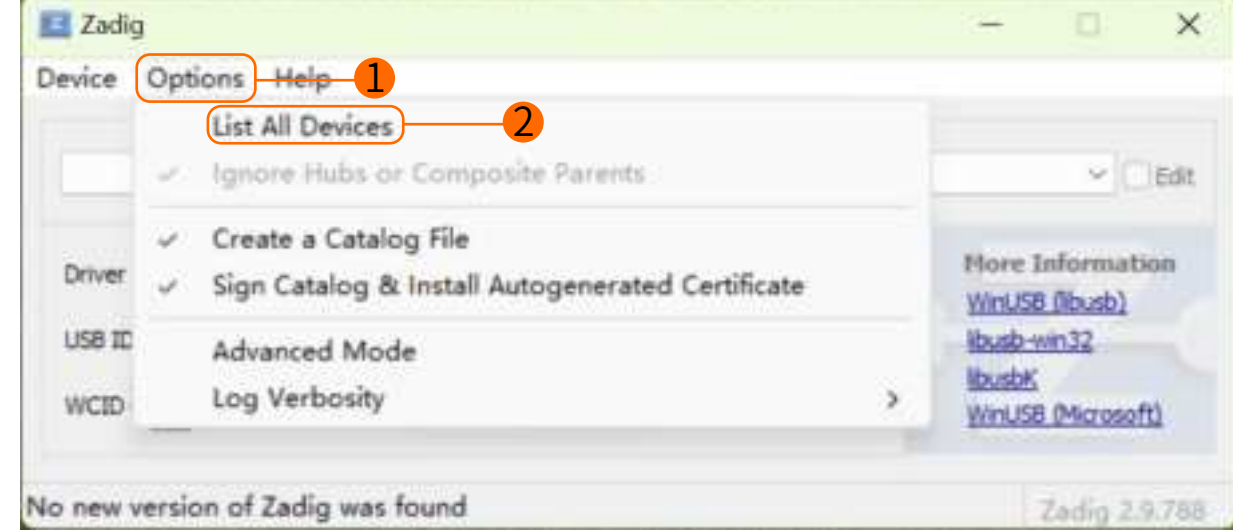 Zadig
Device Options Help 1
List All Devices 2
Ignore Hubs or Composite Parents
Edit
Create a Catalog File
Sign Catalog & Install Autogenerated Certificate
Driver
More Information
WinUSB (libusb)
USB ID
libusb-win32
Advanced Mode
libusbK
WCID
Log Verbosity
WinUSB (Microsoft)
No new version of Zadig was found
Zadig 2.9.788